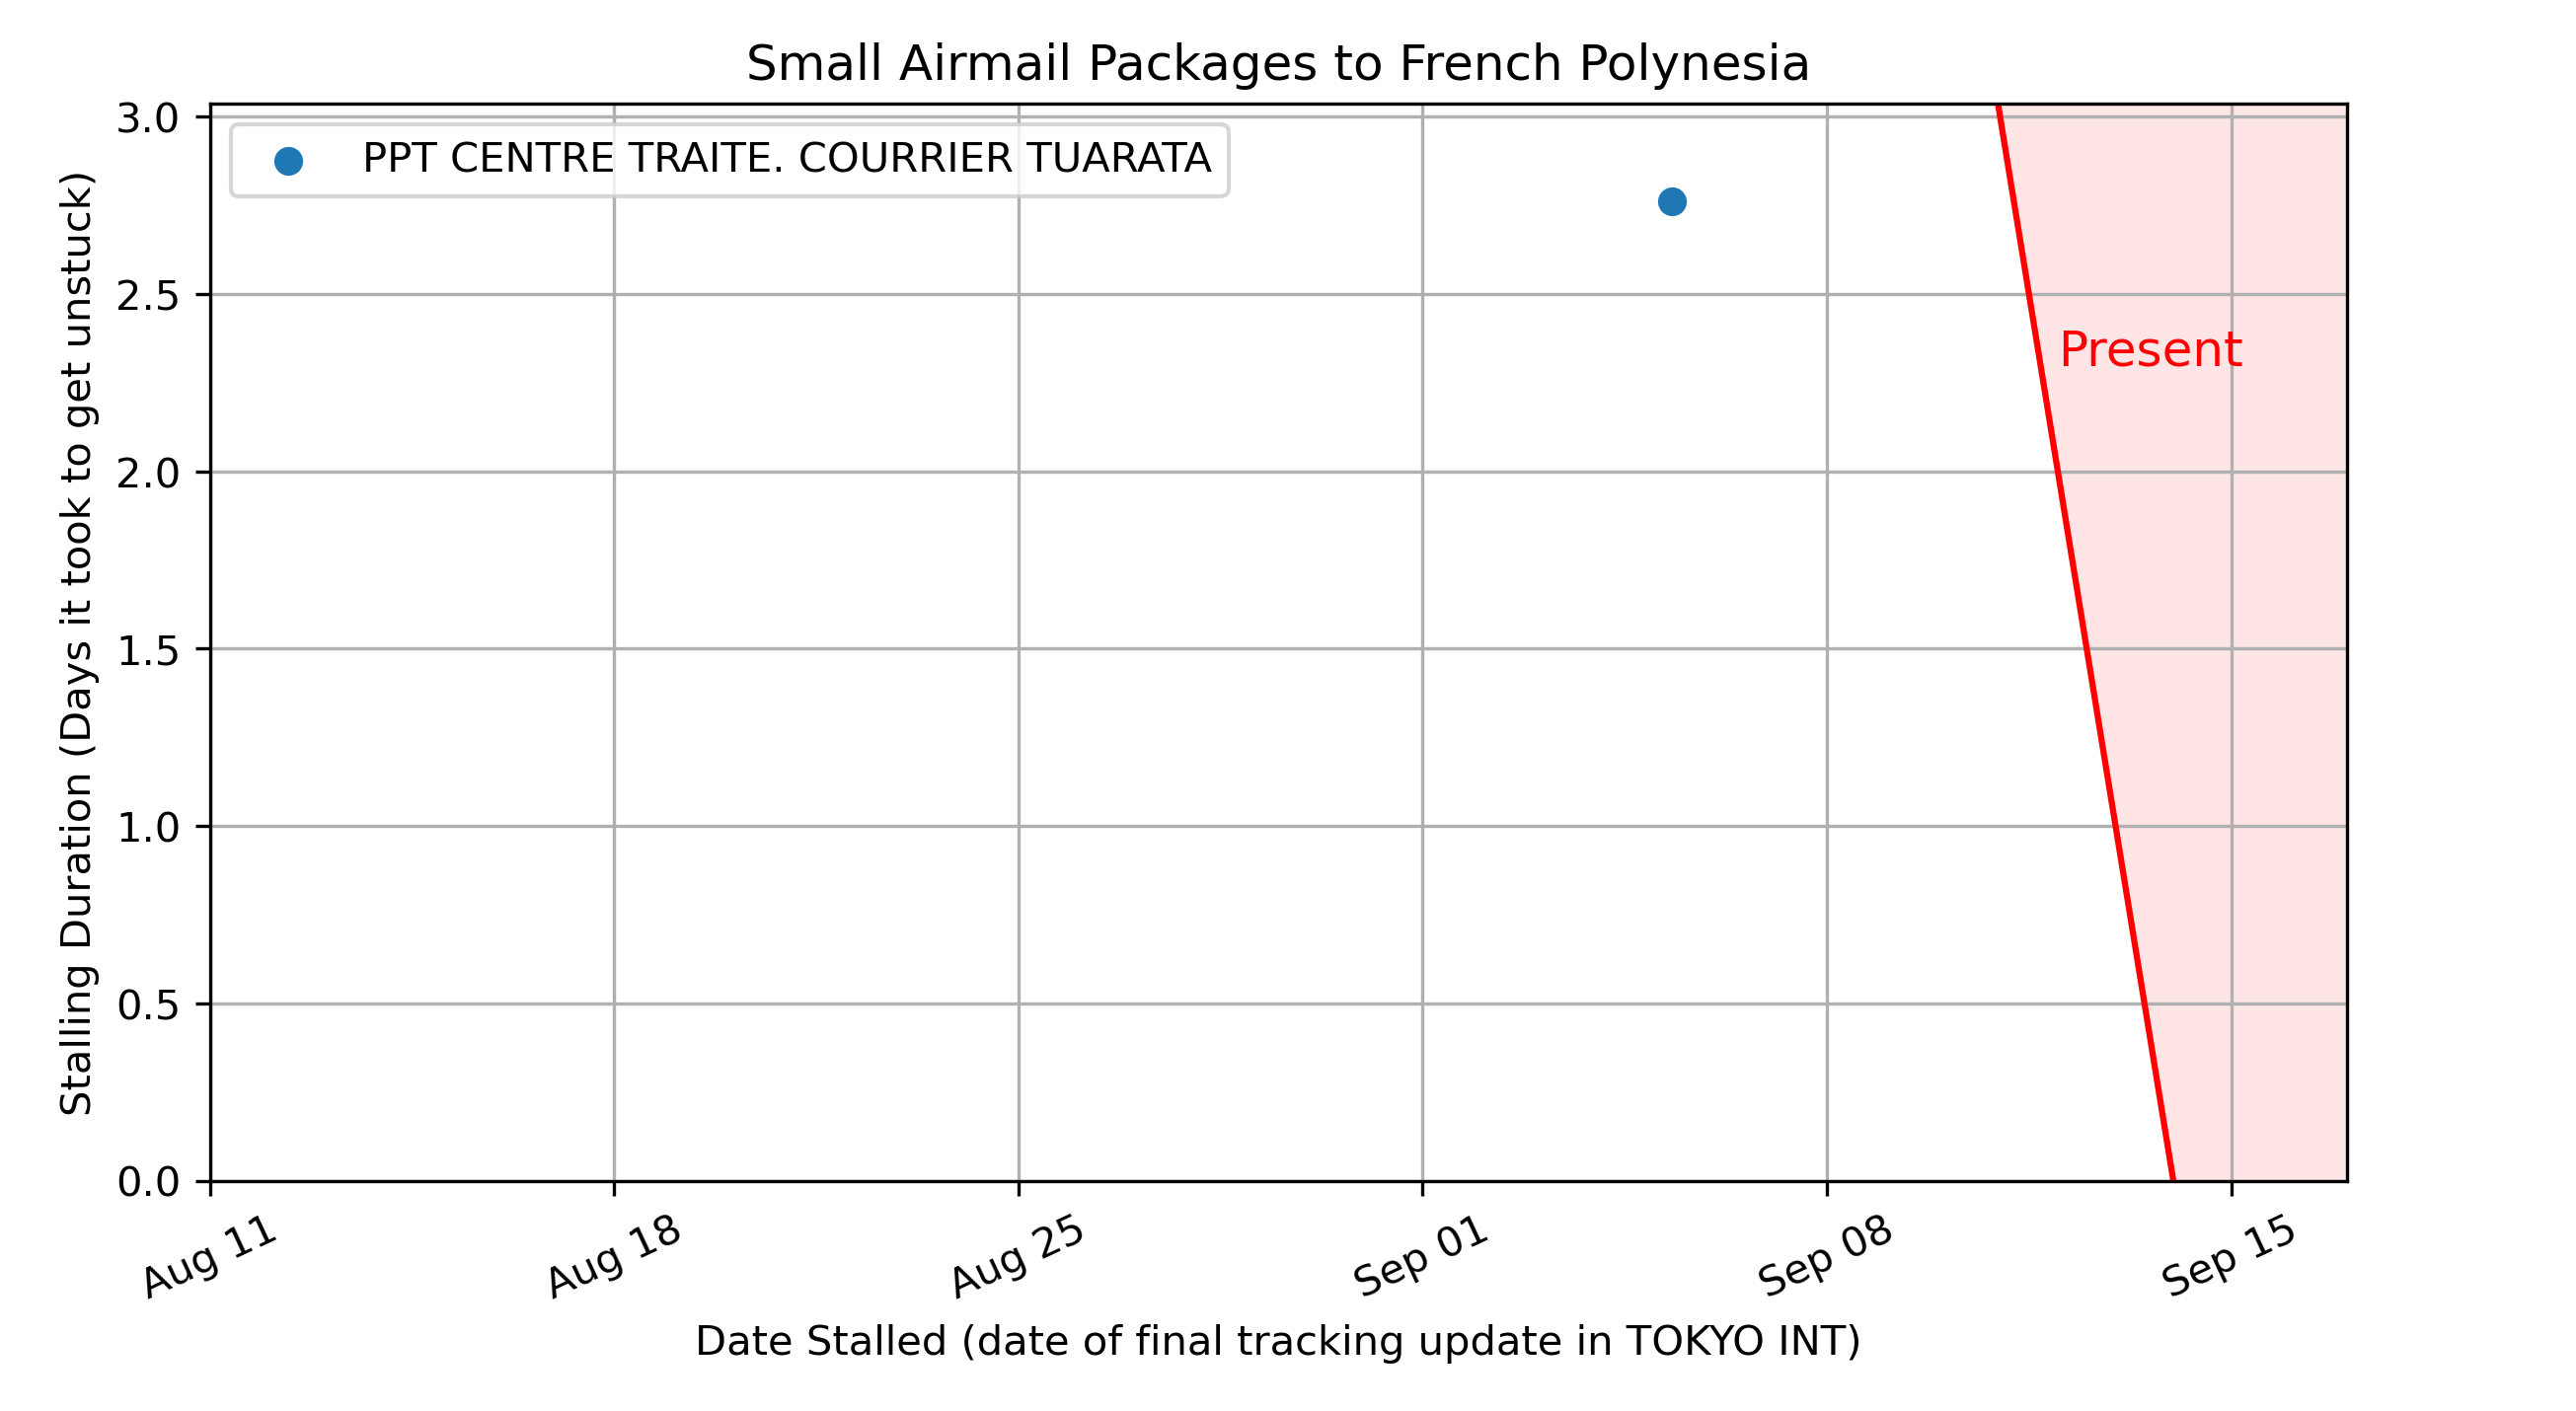 Small Airmail Packages to French Polynesia
PPT CENTRE TRAITE. COURRIER TUARATA
Present
Stalling Duration (Days it took to get unstuck)
3.0
2.5
2.0
1.5
1.0
0.5
0.0
Aug 11
Aug 18
Aug 25
Sep 01
Sep 08
Sep 15
Date Stalled (date of final tracking update in TOKYO INT)